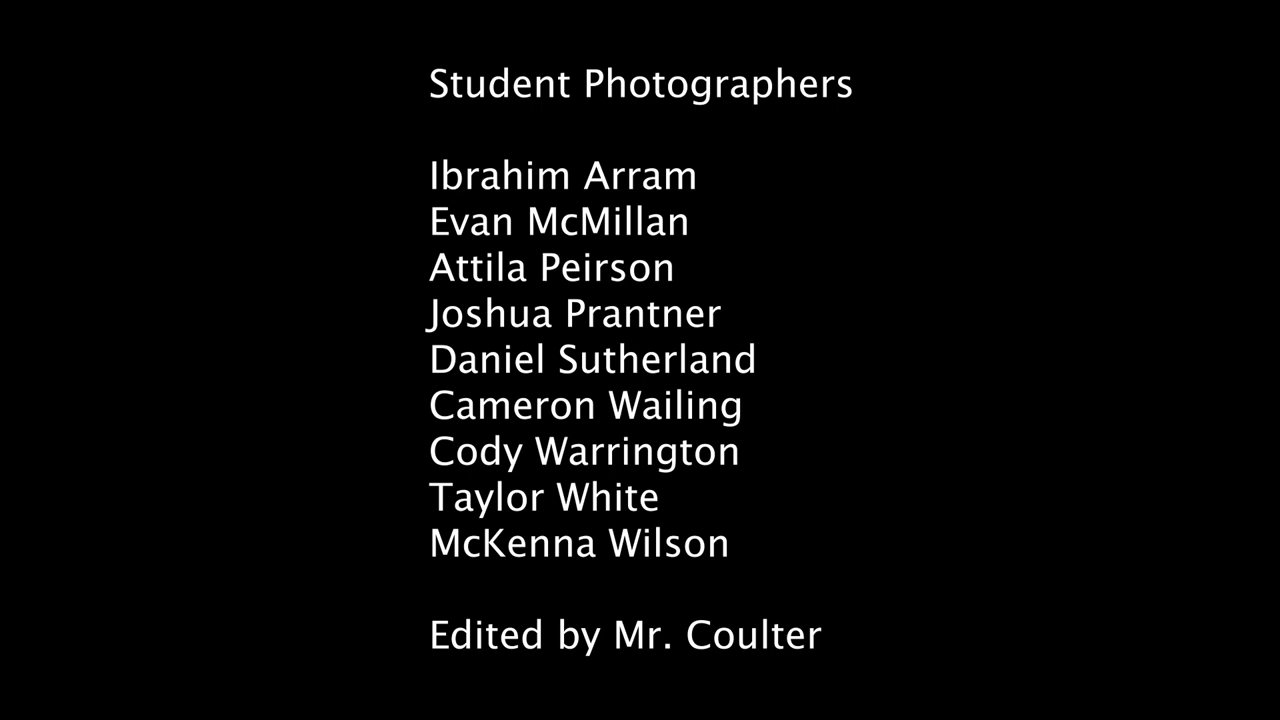 Student Photographers
Ibrahim Arram
Evan McMillan
Attila Peirson
Joshua Prantner
Daniel Sutherland
Cameron Wailing
Cody Warrington
Taylor White
McKenna Wilson
Edited by Mr. Coulter